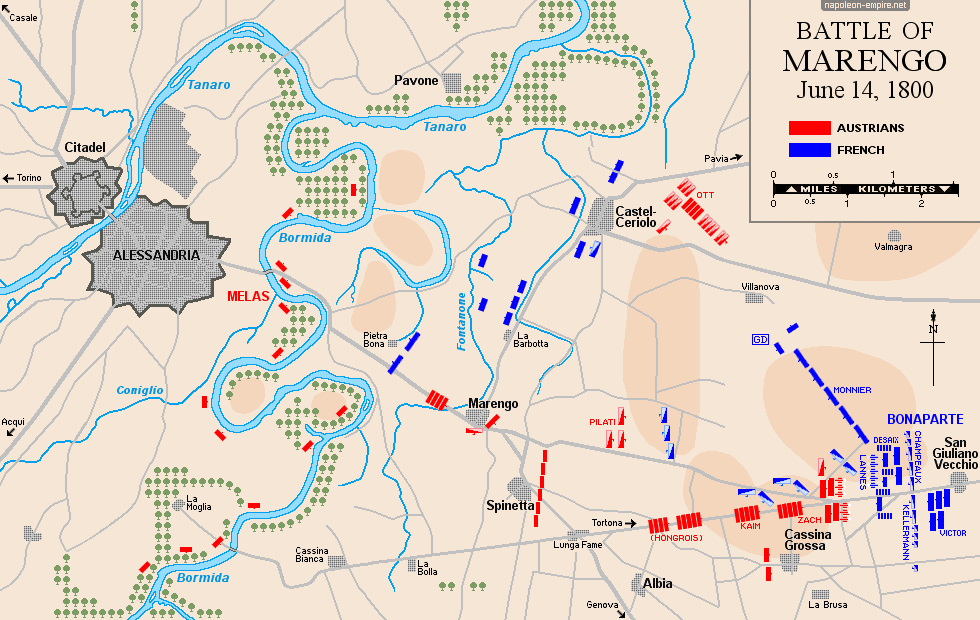 napoleon-empire.net
BATTLE OF
MARENGO
June 14, 1800
AUSTRIANS
FRENCH
0 0.5 1
MILES KILOMETERS
0 0.5 1 2
Casale
Tanaro
Pavone
Tanaro
Citadel
Torino
Pavia
OTT
Castel-
Ceriolo
Valmagra
Bormida
ALESSANDRIA
MELAS
Villanova
N
Fontanone
Pietra
Bona
La
Barbotta
GD
Coniglio
MONNIER
Acqui
Marengo
BONAPARTE
PILATI
DESAIX
CHAMPEAUX
San
Giuliano
Vecchio
LANNES
La
Moglia
Spinetta
Tortona
(HONGROIS)
KAIM
ZACH
KELLERMANN
VICTOR
Cassina
Grossa
Lunga Fame
Cassina
Bianca
La
Bolla
Bormida
Albia
Genova
La Brusa